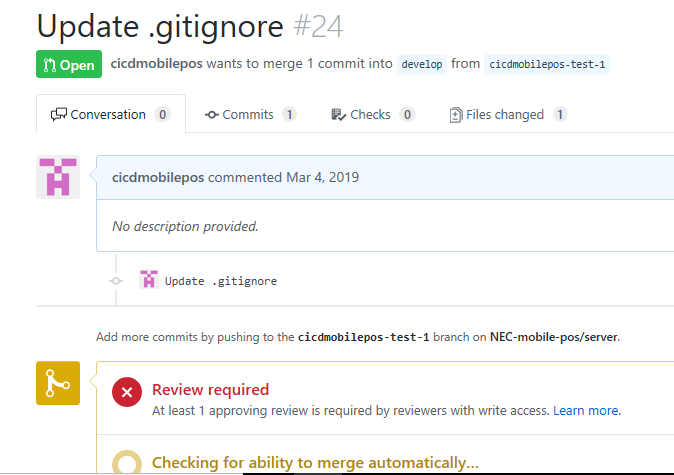 Update .gitignore #24
Open cicdmobilepos wants to merge 1 commit into develop from cicdmobilepos-test-1
Conversation 0 Commits 1 Checks 0 Files changed 1
cicdmobilepos commented Mar 4, 2019
No description provided.
Update .gitignore
Add more commits by pushing to the cicdmobilepos-test-1 branch on NEC-mobile-pos/server.
Review required
At least 1 approving review is required by reviewers with write access. Learn more.
Checking for ability to merge automatically...